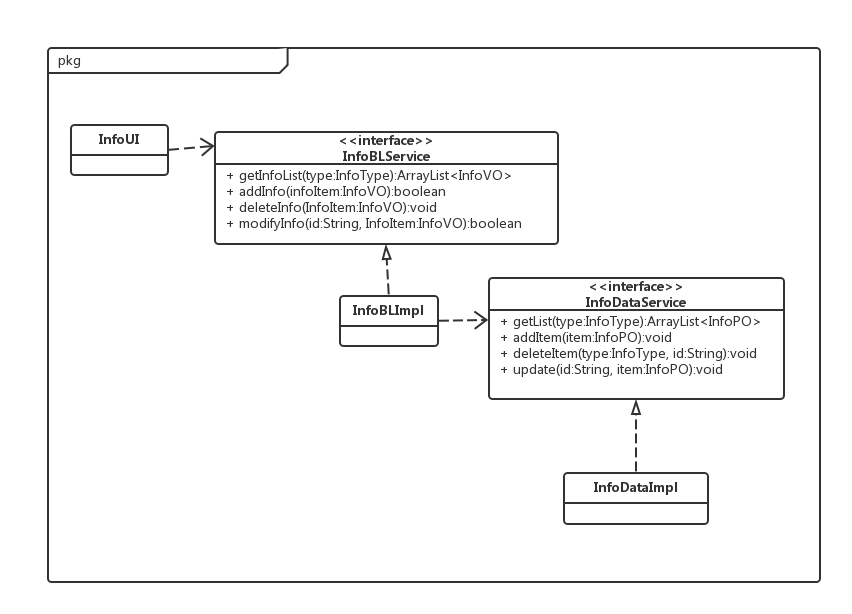 pkg
InfoUI
<<interface>>
InfoBLService
+ getInfoList(type:InfoType):ArrayList<InfoVO>
+ addInfo(infoItem:InfoVO):boolean
+ deleteInfo(InfoItem:InfoVO):void
+ modifyInfo(id:String, InfoItem:InfoVO):boolean
InfoBLImpl
<<interface>>
InfoDataService
+ getList(type:InfoType):ArrayList<InfoPO>
+ addItem(item:InfoPO):void
+ deleteItem(type:InfoType, id:String):void
+ update(id:String, item:InfoPO):void
InfoDataImpl